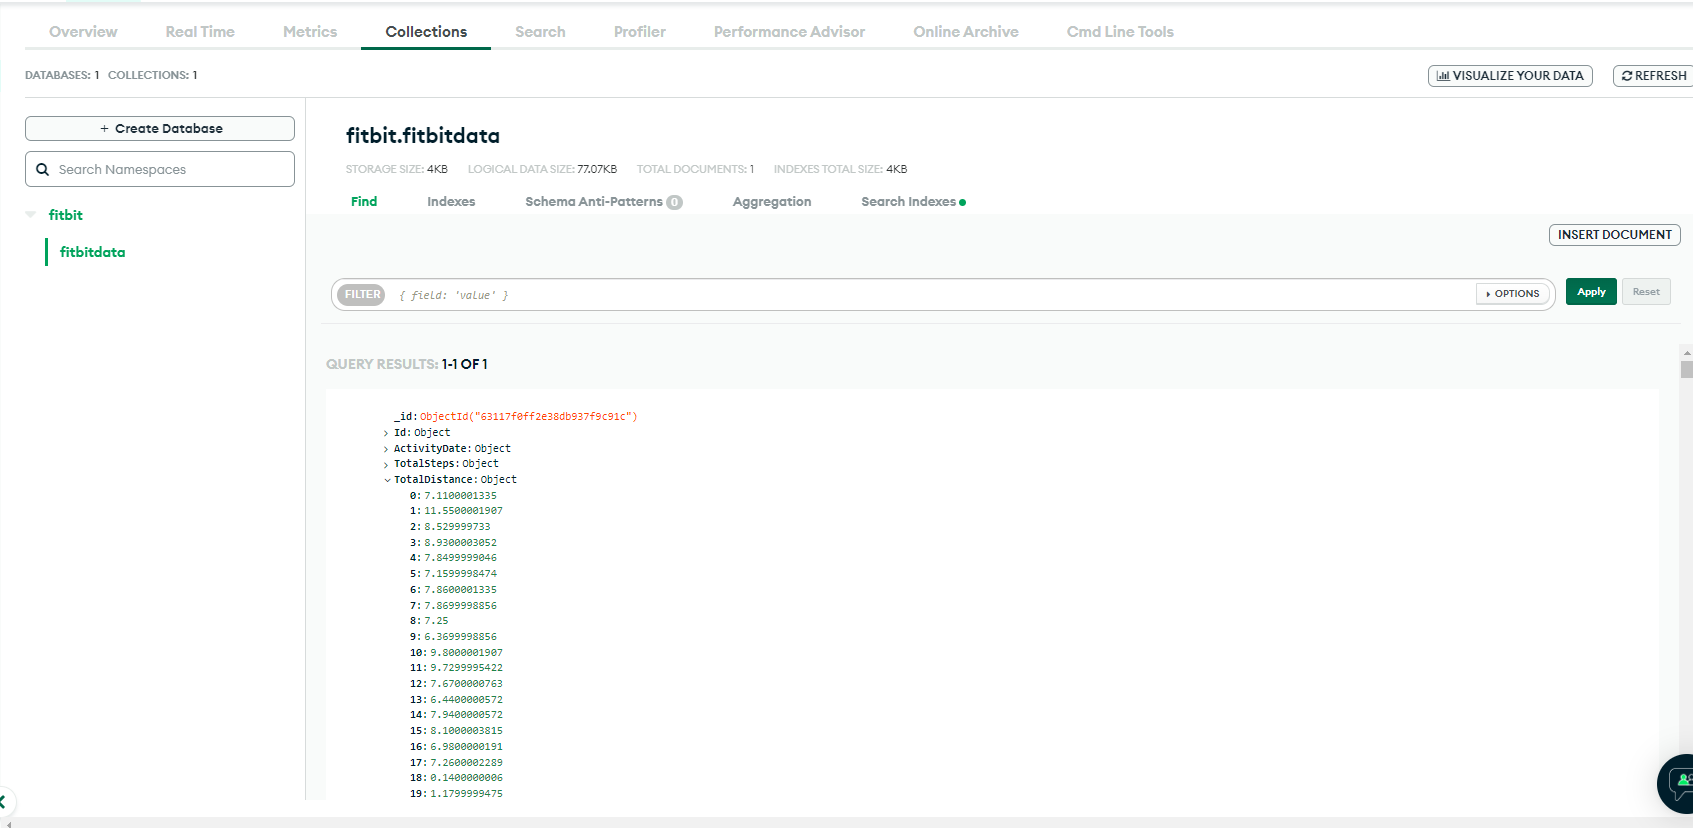 Overview Real Time Metrics Collections Search Profiler Performance Advisor Online Archive Cmd Line Tools
DATABASES: 1 COLLECTIONS: 1
VISUALIZE YOUR DATA REFRESH
+ Create Database
Search Namespaces
fitbit
fitbitdata
fitbit.fitbitdata
STORAGE SIZE: 4KB LOGICAL DATA SIZE: 77.07KB TOTAL DOCUMENTS: 1 INDEXES TOTAL SIZE: 4KB
Find Indexes Schema Anti-Patterns 0 Aggregation Search Indexes
INSERT DOCUMENT
FILTER { field: 'value' } OPTIONS Apply Reset
QUERY RESULTS: 1-1 OF 1
_id: ObjectId("63117f0ff2e38db937f9c91c")
Id: Object
ActivityDate: Object
TotalSteps: Object
TotalDistance: Object
0: 7.1100001335
1: 11.5500001907
2: 8.529999733
3: 8.9300003052
4: 7.8499999046
5: 7.1599998474
6: 7.8600001335
7: 7.8699998856
8: 7.25
9: 6.3699998856
10: 9.8000001907
11: 9.7299995422
12: 7.6700000763
13: 6.4400000572
14: 7.9400000572
15: 8.1000003815
16: 6.9800000191
17: 7.2600002289
18: 0.1400000006
19: 1.1799999475